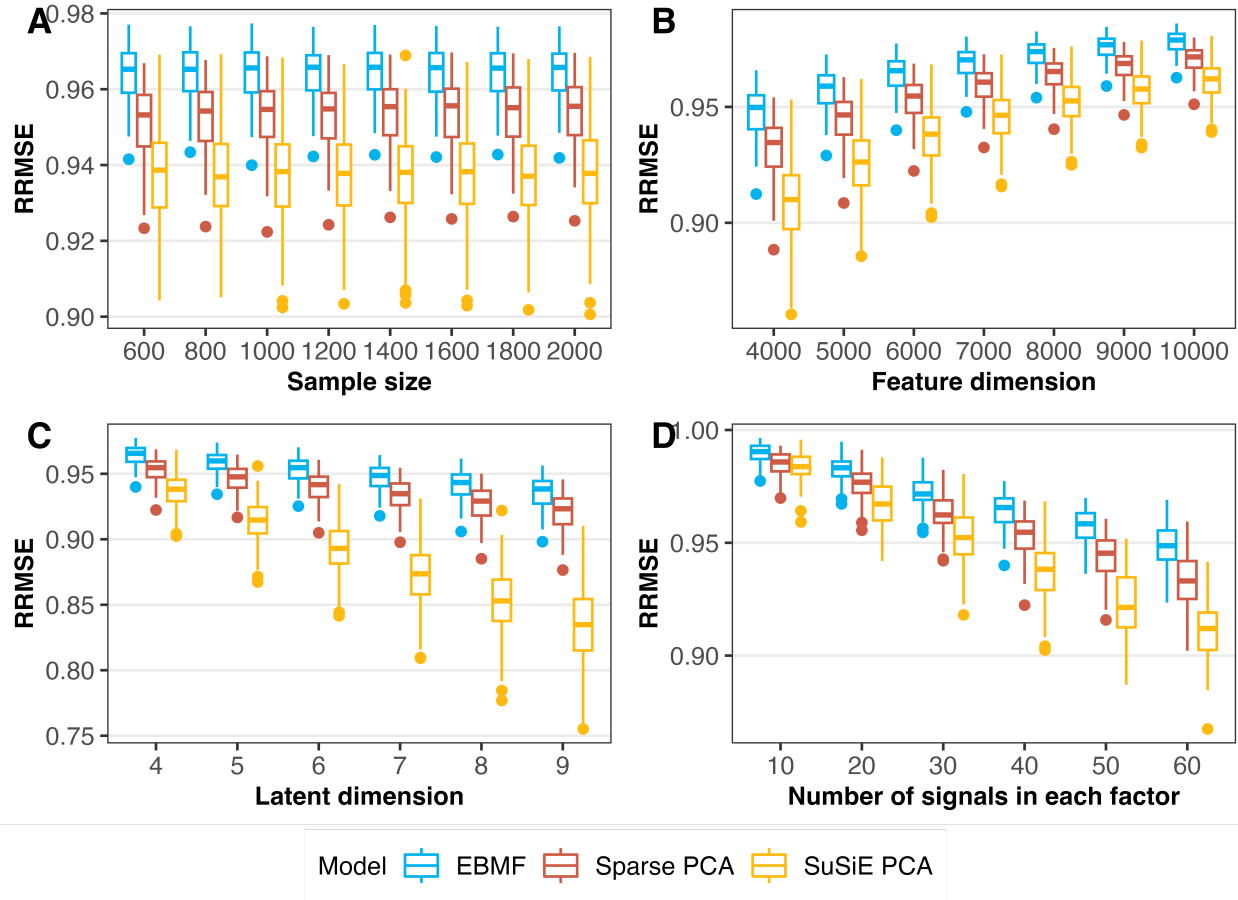 A
RRMSE
0.98
0.96
0.94
0.92
0.90
600 800 1000 1200 1400 1600 1800 2000
Sample size
B
RRMSE
0.95
0.90
4000 5000 6000 7000 8000 9000 10000
Feature dimension
C
RRMSE
0.95
0.90
0.85
0.80
0.75
4 5 6 7 8 9
Latent dimension
D
RRMSE
1.00
0.95
0.90
10 20 30 40 50 60
Number of signals in each factor
Model EBMF Sparse PCA SuSiE PCA